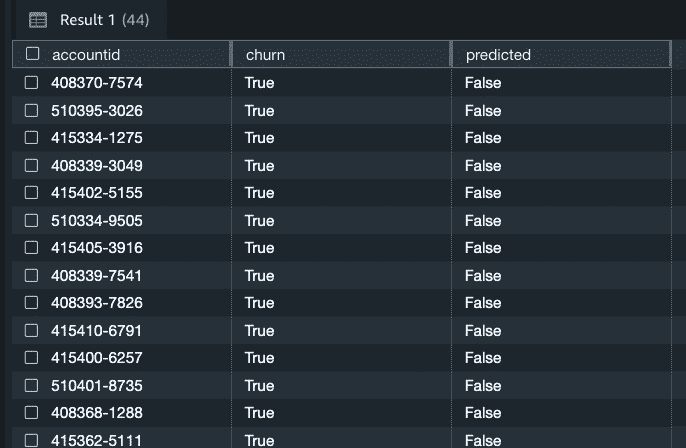 Result 1 (44)
accountid churn predicted
408370-7574 True False
510395-3026 True False
415334-1275 True False
408339-3049 True False
415402-5155 True False
510334-9505 True False
415405-3916 True False
408339-7541 True False
408393-7826 True False
415410-6791 True False
415400-6257 True False
510401-8735 True False
408368-1288 True False
415362-5111 True False